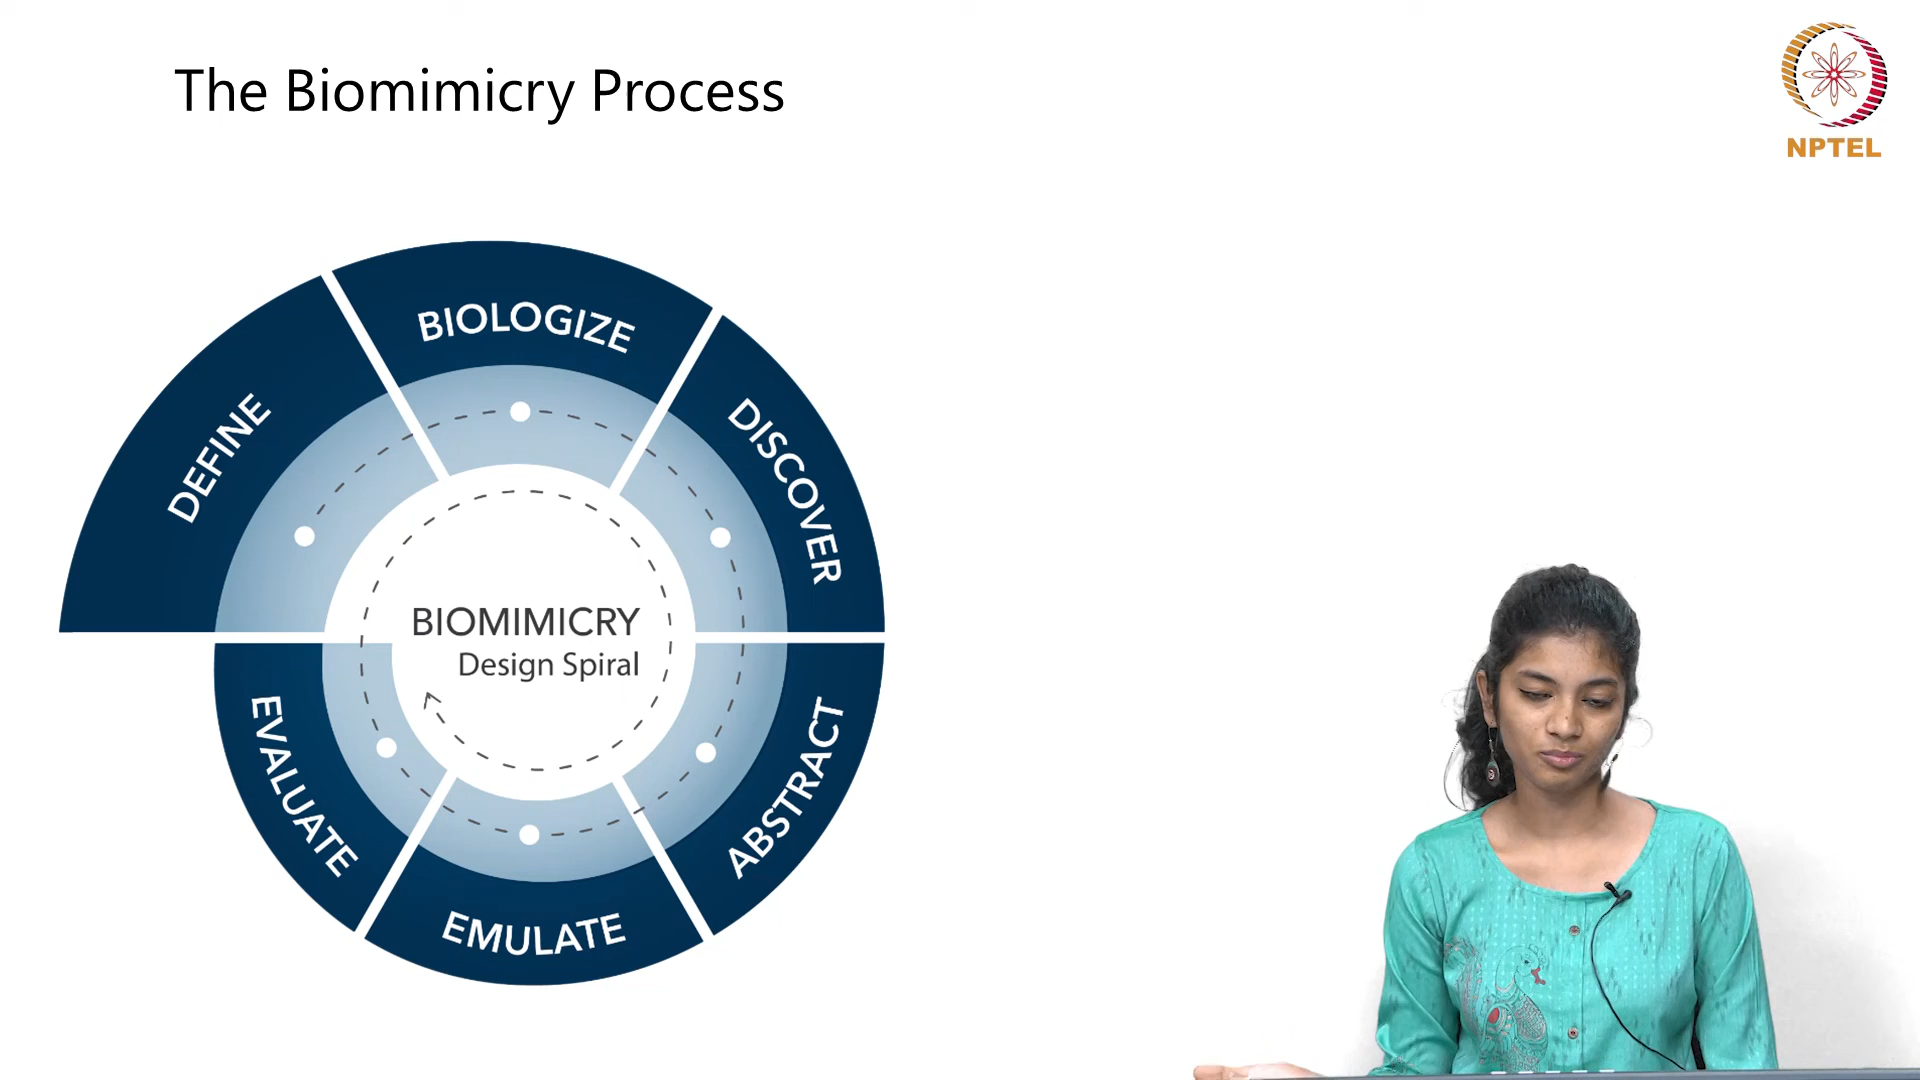 The Biomimicry Process
NPTEL
DEFINE
BIOLOGIZE
DISCOVER
ABSTRACT
EMULATE
EVALUATE
BIOMIMICRY
Design Spiral